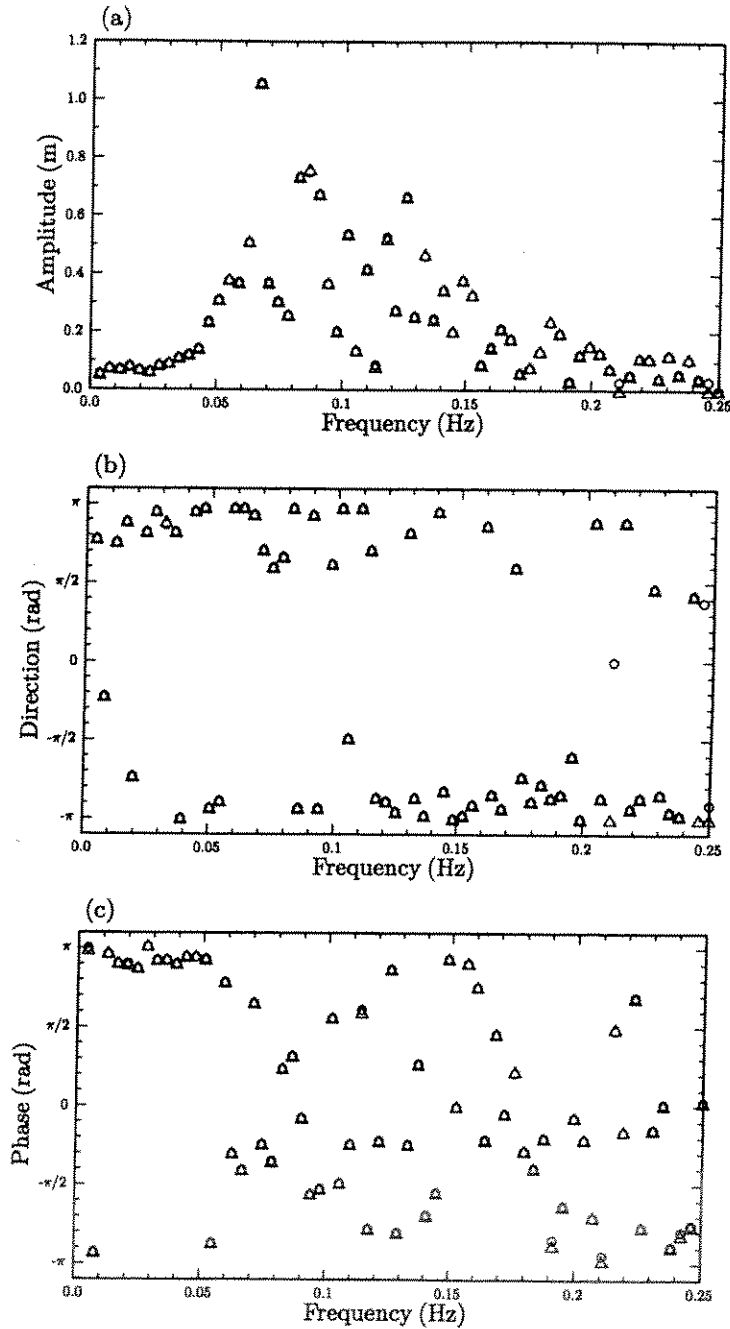 (a)
1.2
1.0
0.8
0.6
0.4
0.2
0.0
Amplitude (m)
0.0 0.05 0.1 0.15 0.2 0.25
Frequency (Hz)
(b)
π
π/2
0
-π/2
-π
Direction (rad)
0.0 0.05 0.1 0.15 0.2 0.25
Frequency (Hz)
(c)
π
π/2
0
-π/2
-π
Phase (rad)
0.0 0.05 0.1 0.15 0.2 0.25
Frequency (Hz)